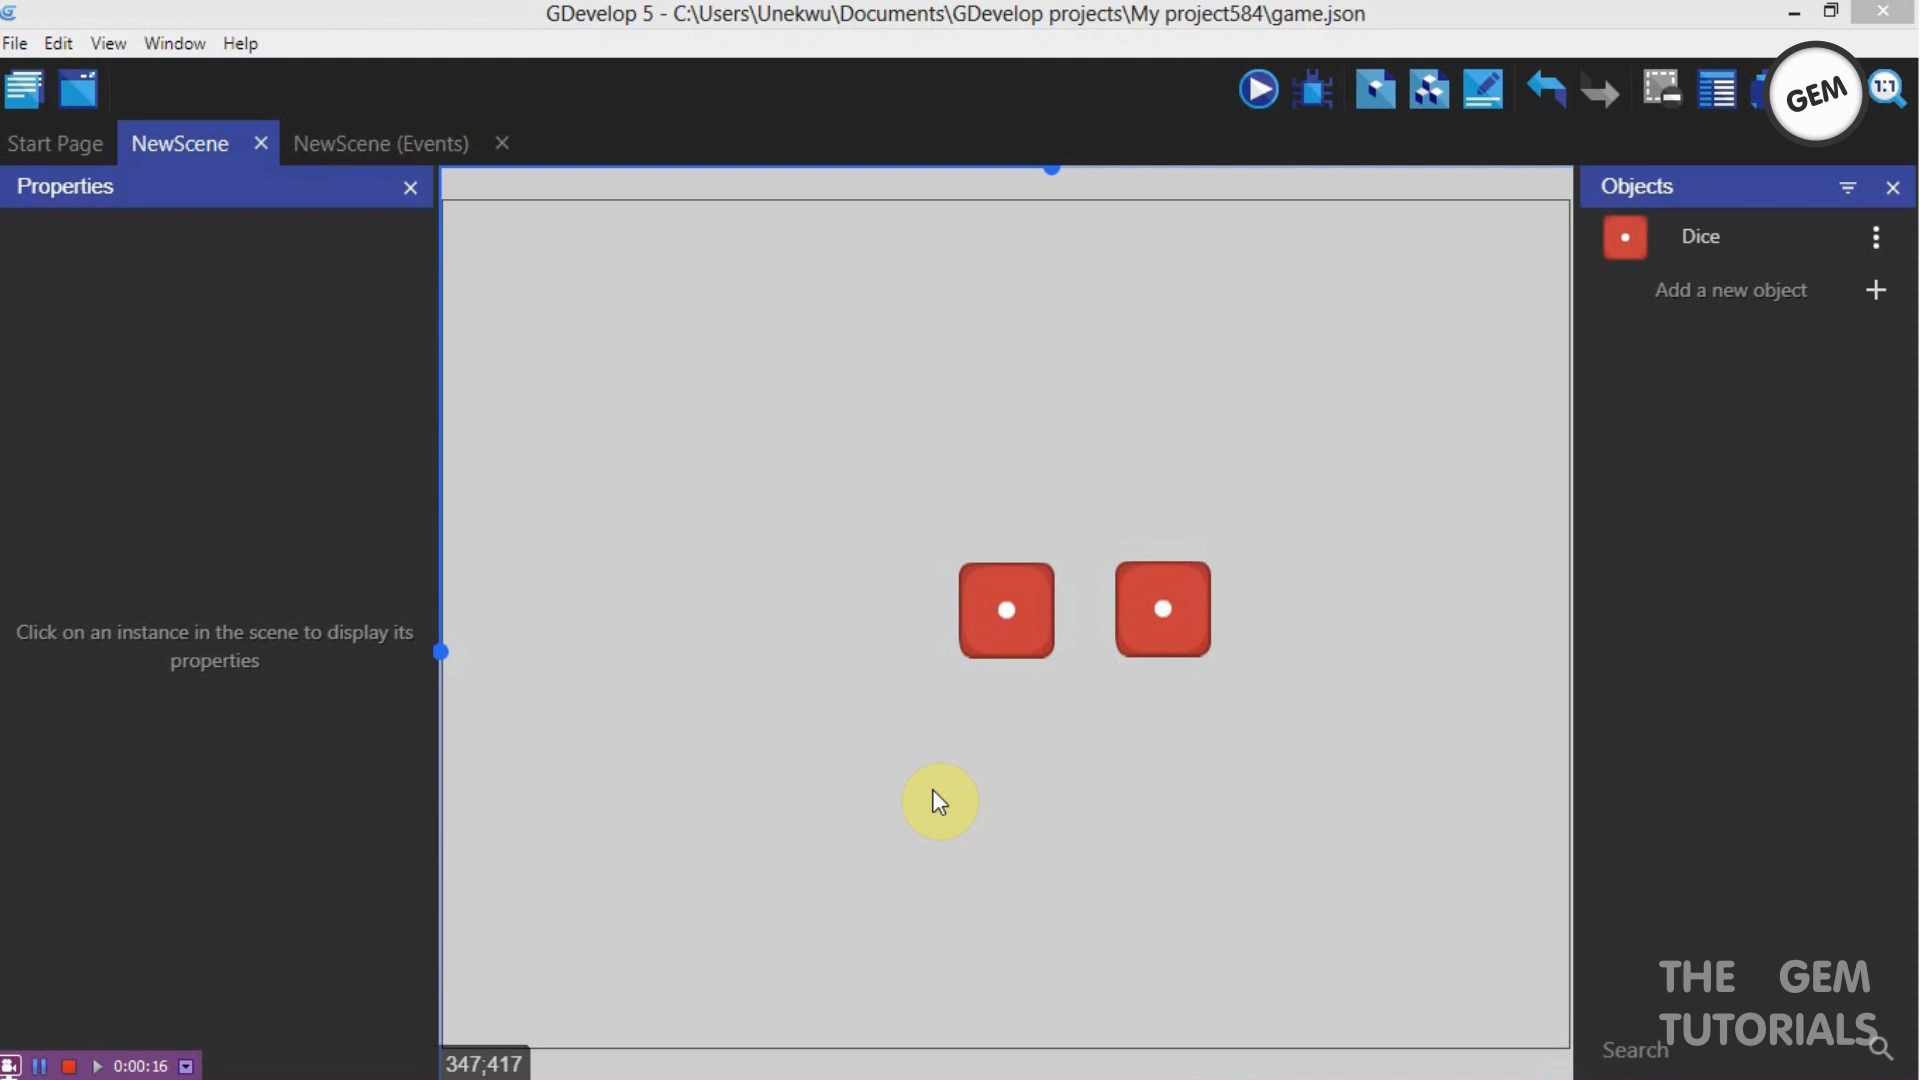 GDevelop 5 - C:\Users\Unekwu\Documents\GDevelop projects\My project584\game.json
File Edit View Window Help
1:1
GEM
Start Page NewScene NewScene (Events)
Properties
Objects
Dice
Add a new object
Click on an instance in the scene to display its
properties
THE GEM
TUTORIALS
Search
0:00:16
347;417